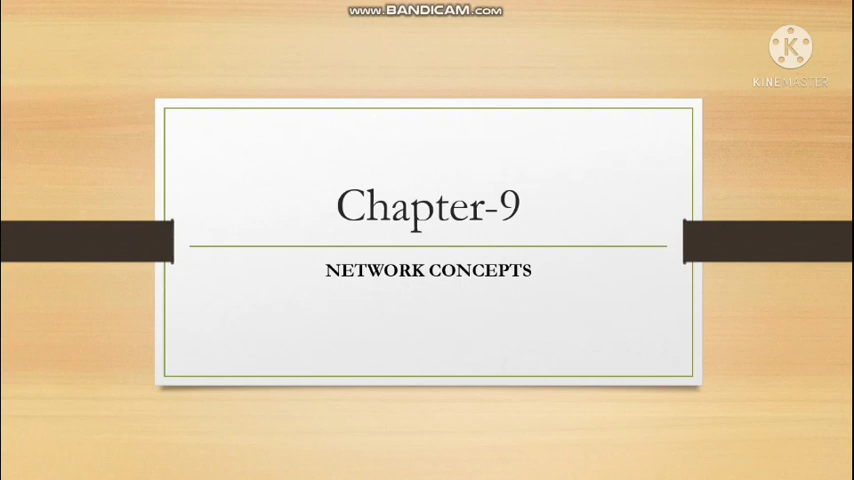 www.BANDICAM.com
K
KINEMASTER
Chapter-9
NETWORK CONCEPTS